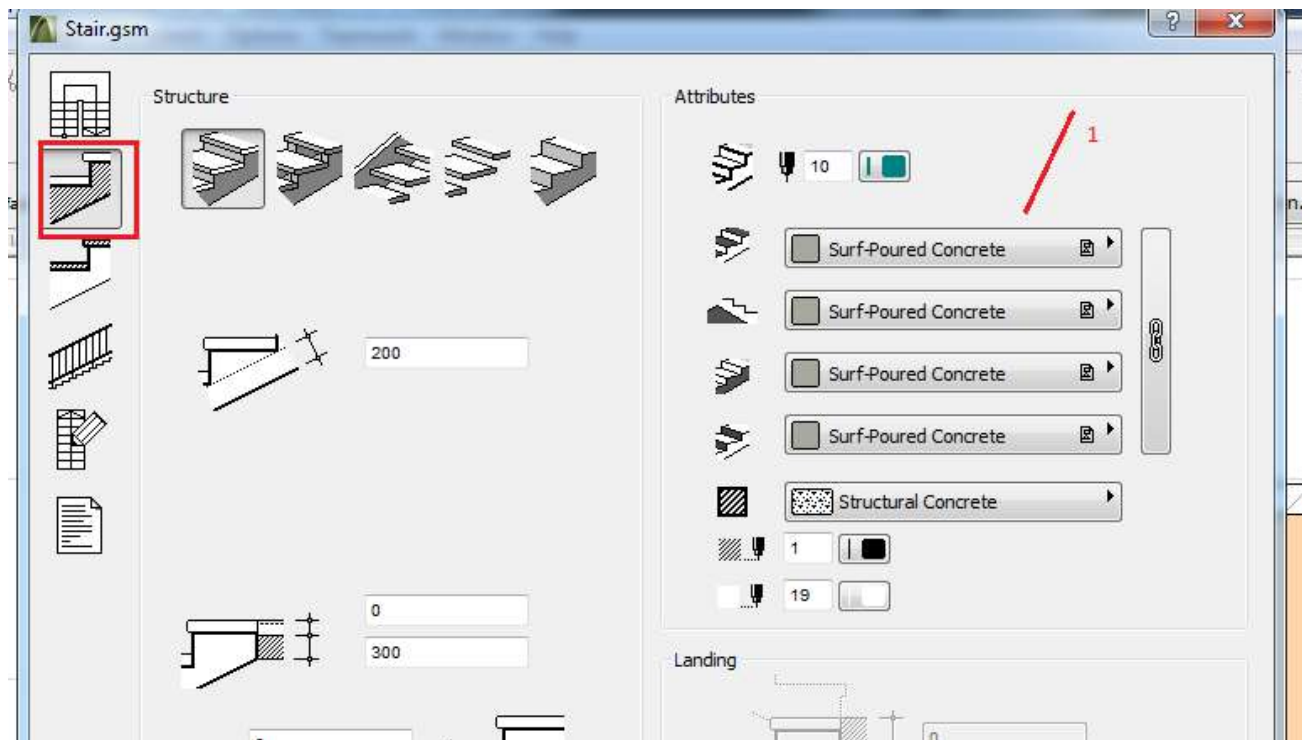 Stair.gsm
?
X
Structure
Attributes
1
10
Surf-Poured Concrete
200
Surf-Poured Concrete
Surf-Poured Concrete
Surf-Poured Concrete
Structural Concrete
1
19
0
300
Landing